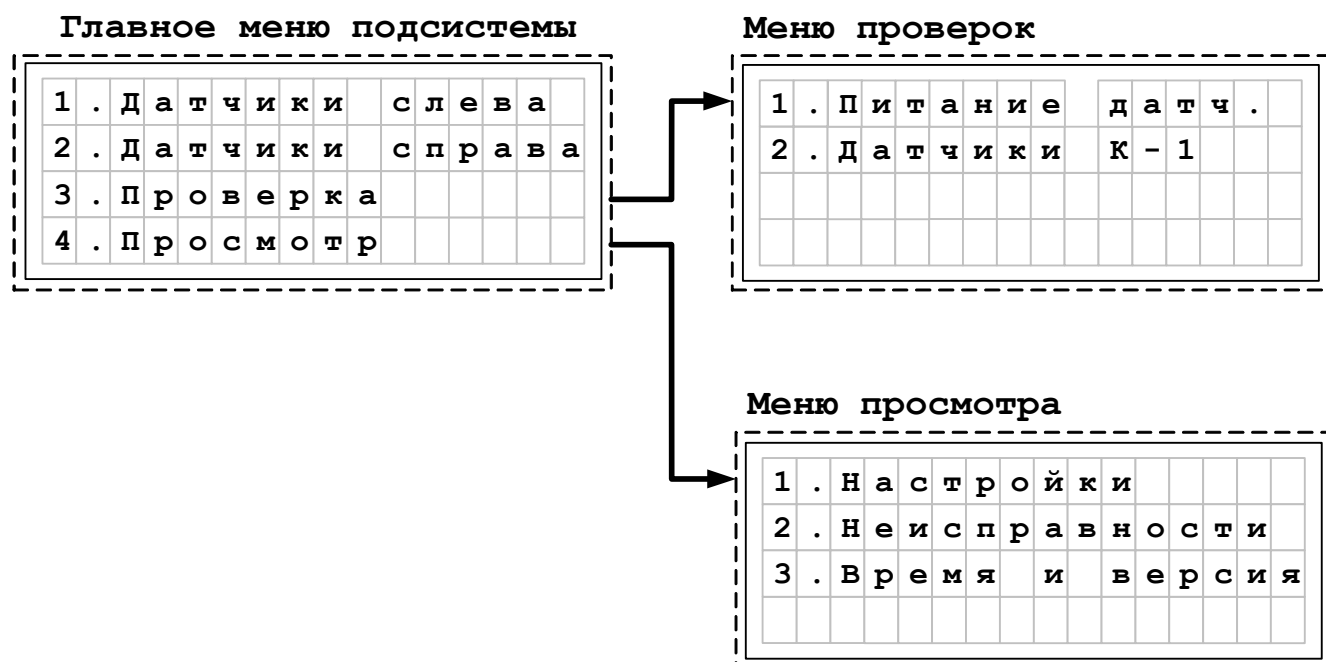 Главное меню подсистемы
1.Датчики слева
2.Датчики справа
3.Проверка
4.Просмотр
Меню проверок
1.Питание датч.
2.Датчики К-1
Меню просмотра
1.Настройки
2.Неисправности
3.Время и версия